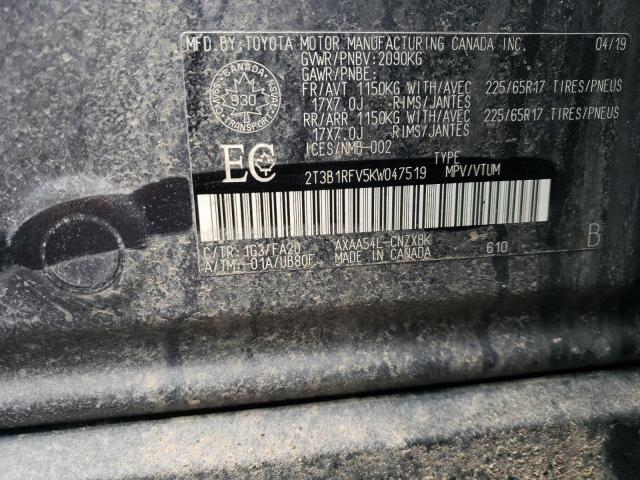 MFD.BY: TOYOTA MOTOR MANUFACTURING CANADA INC. 04/19
GVWR/PNBV: 2090KG
GAWR/PNBE:
FR/AVT 1150KG WITH/AVEC 225/65R17 TIRES/PNEUS
17X7.0J RIMS/JANTES
RR/ARR 1150KG WITH/AVEC 225/65R17 TIRES/PNEUS
17X7.0J RIMS/JANTES
ICES/NMB-002
CANADA
930
TRANSPORT
EC
TYPE
2T3B1RFV5KW047519 MPV/VTUM
C/TR: 1G3/FA20 AXAA54L-CNZXBK 610 B
A/TM: -01A/UB80F MADE IN CANADA